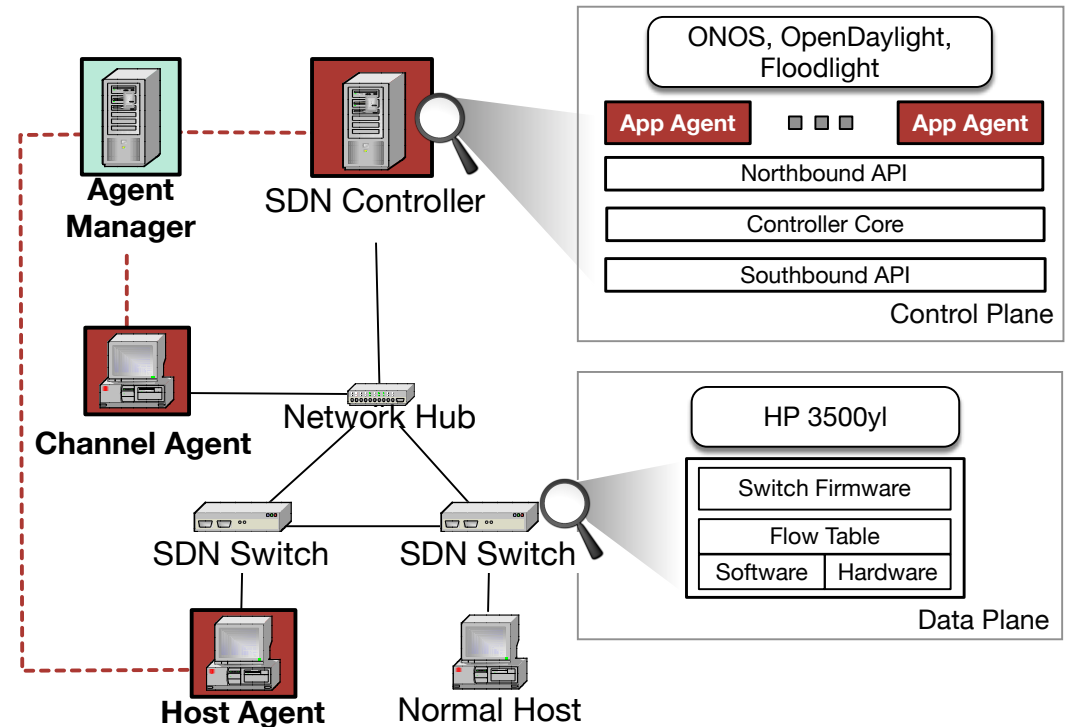 ONOS, OpenDaylight,
Floodlight
App Agent
App Agent
Northbound API
Controller Core
Southbound API
Control Plane
Agent
Manager
SDN Controller
Channel Agent
Network Hub
HP 3500yl
Switch Firmware
Flow Table
Software
Hardware
Data Plane
SDN Switch
SDN Switch
Host Agent
Normal Host